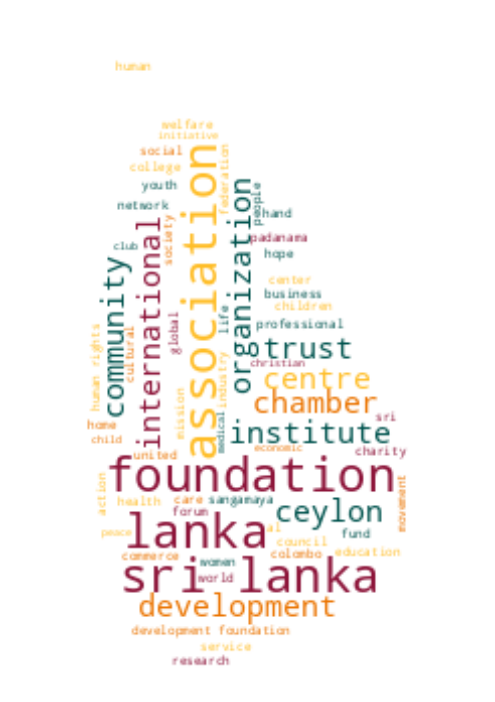 human
welfare
initiative
social
association
federation
college
youth
organization
people
network
hand
international
society
padanama
club
hope
community
center
life
business
children
global
professional
human rights
cultural
trust
industry
christian
centre
mission
chamber
medical
sri
home
institute
child
economic
charity
united
foundation
action
movement
health
care
sangamaya
ceylon
forum
lanka
al
fund
peace
council
commerce
colombo
education
women
sri lanka
world
development
development foundation
service
research